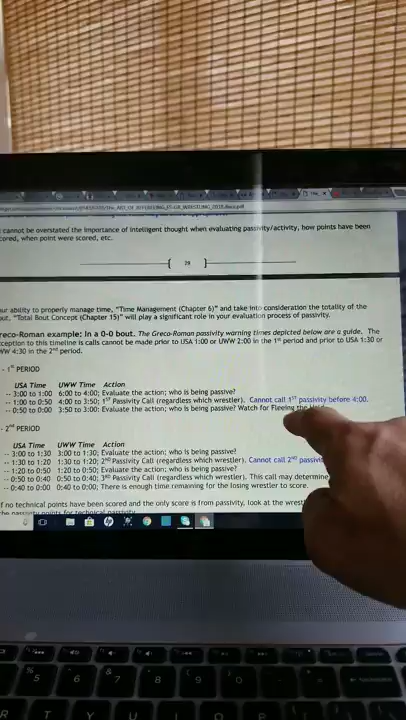 cannot be overstated the importance of intelligent thought when evaluating passivity/activity, how points have been
cored, when point were scored, etc.
28
our ability to properly manage time, "Time Management (Chapter 6)" and take into consideration the totality of the
out, "Total Bout Concept (Chapter 15)" will play a significant role in your evaluation process of passivity.
reco-Roman example: In a 0-0 bout. The Greco-Roman passivity warning times depicted below are a guide. The
ception to this timeline is calls cannot be made prior to USA 1:00 or UWW 2:00 in the 1st period and prior to USA 1:30 or
WW 4:30 in the 2nd period.
- 1st PERIOD
USA Time UWW Time Action
-- 3:00 to 1:00 6:00 to 4:00; Evaluate the action; who is being passive?
-- 1:00 to 0:50 4:00 to 3:50; 1ST Passivity Call (regardless which wrestler). Cannot call 1ST passivity before 4:00.
-- 0:50 to 0:00 3:50 to 3:00: Evaluate the action; who is being passive? Watch for Fleeing the
- 2nd PERIOD
USA Time UWW Time Action
-- 3:00 to 1:30 3:00 to 1:30; Evaluate the action; who is being passive?
-- 1:30 to 1:20 1:30 to 1:20; 2ND Passivity Call (regardless which wrestler). Cannot call 2ND
-- 1:20 to 0:50 1:20 to 0:50; Evaluate the action; who is being passive?
-- 0:50 to 0:40 0:50 to 0:40; 3RD Passivity Call (regardless which wrestler). This call may determine
-- 0:40 to 0:00 0:40 to 0:00; There is enough time remaining for the losing wrestler to score.
f no technical points have been scored and the only score is from passivity, look at the
hp
% 5 6 & 7 8 9 0
R T Y U I O P